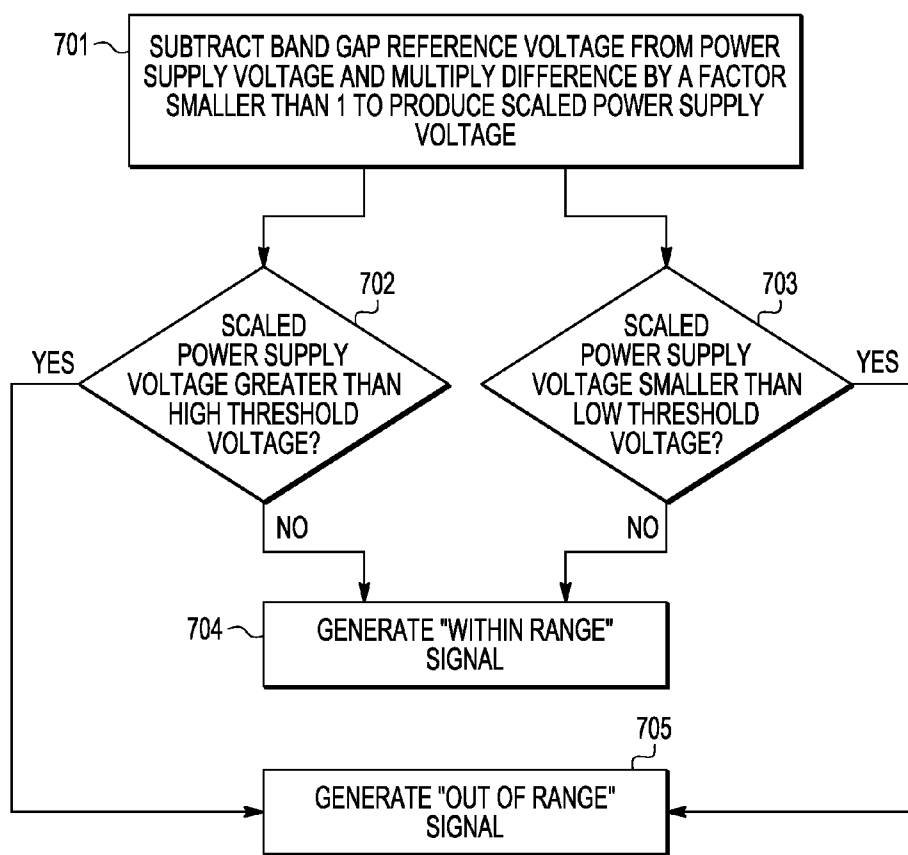 701
SUBTRACT BAND GAP REFERENCE VOLTAGE FROM POWER
SUPPLY VOLTAGE AND MULTIPLY DIFFERENCE BY A FACTOR
SMALLER THAN 1 TO PRODUCE SCALED POWER SUPPLY
VOLTAGE
702
SCALED
POWER SUPPLY
VOLTAGE GREATER THAN
HIGH THRESHOLD
VOLTAGE?
YES
NO
703
SCALED
POWER SUPPLY
VOLTAGE SMALLER THAN
LOW THRESHOLD
VOLTAGE?
YES
NO
704
GENERATE "WITHIN RANGE"
SIGNAL
705
GENERATE "OUT OF RANGE"
SIGNAL